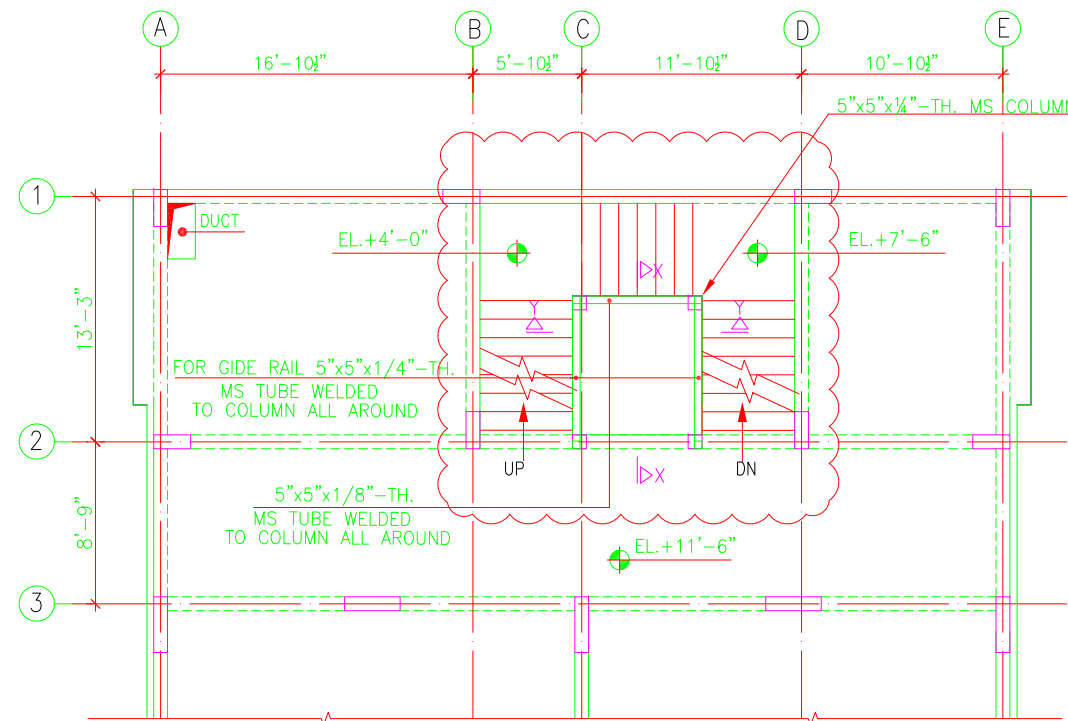 A B C D E
16'-10½" 5'-10½" 11'-10½" 10'-10½"
5"x5"x¼"-TH. MS COLUMN
1
DUCT
EL.+4'-0" EL.+7'-6"
X
13'-3"
Y Y
FOR GIDE RAIL 5"x5"x1/4"-TH.
MS TUBE WELDED
TO COLUMN ALL AROUND
2
UP DN
X
5"x5"x1/8"-TH.
MS TUBE WELDED
TO COLUMN ALL AROUND
8'-9"
EL.+11'-6"
3